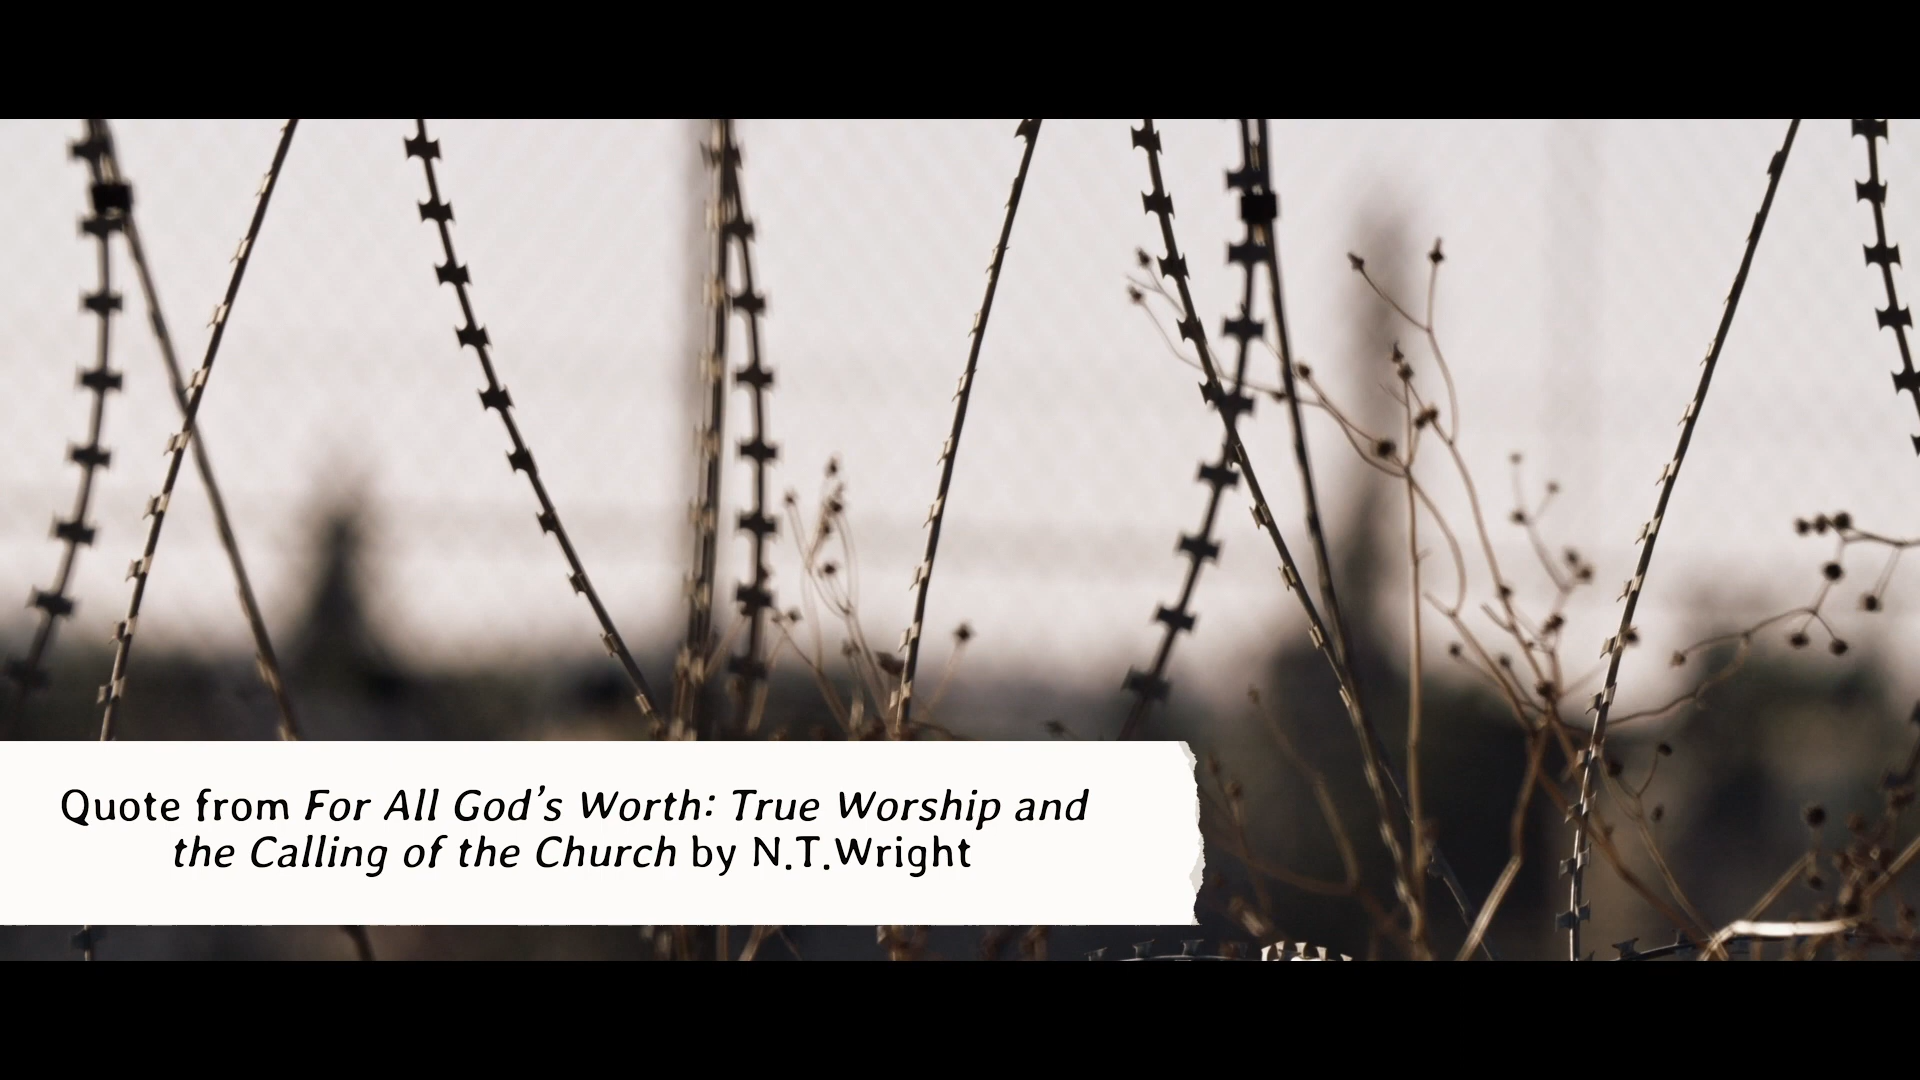 Quote from For All God's Worth: True Worship and
the Calling of the Church by N.T.Wright